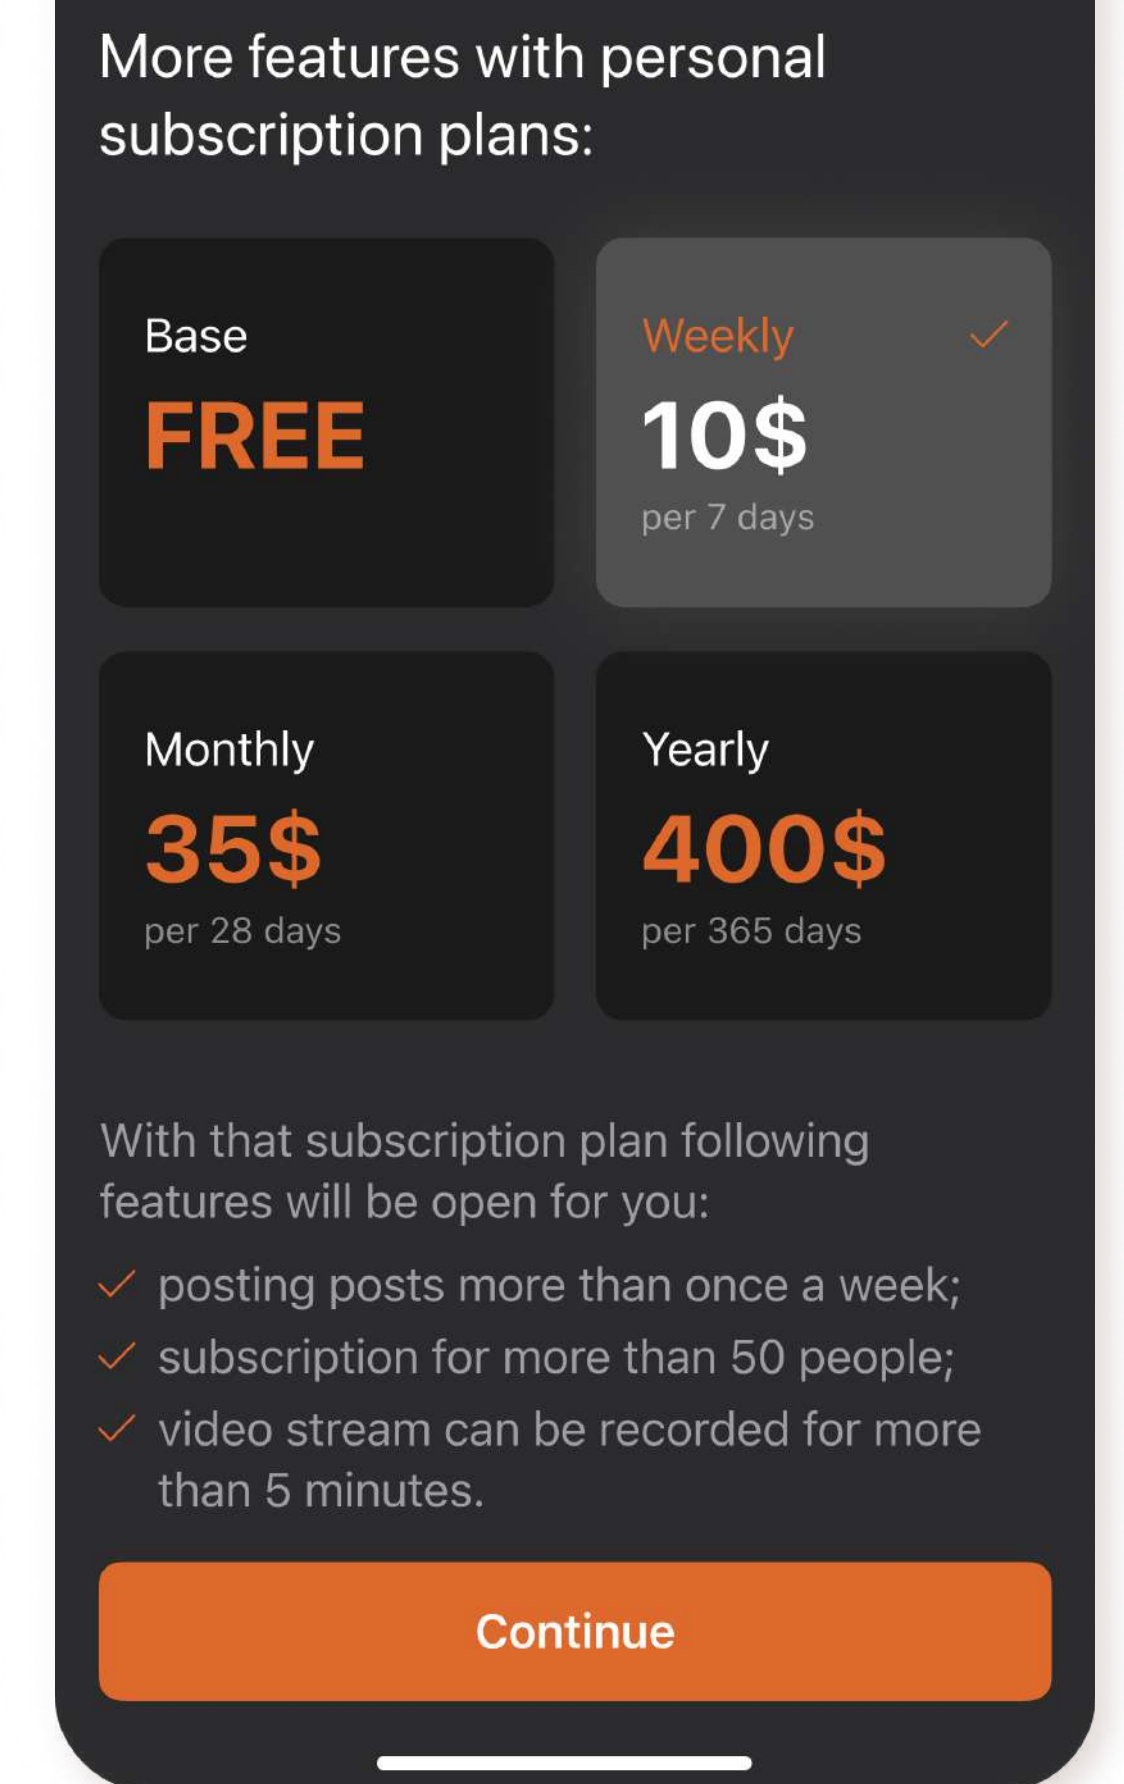 More features with personal
subscription plans:
Base
FREE
Weekly
10$
per 7 days
Monthly
35$
per 28 days
Yearly
400$
per 365 days
With that subscription plan following
features will be open for you:
posting posts more than once a week;
subscription for more than 50 people;
video stream can be recorded for more
than 5 minutes.
Continue